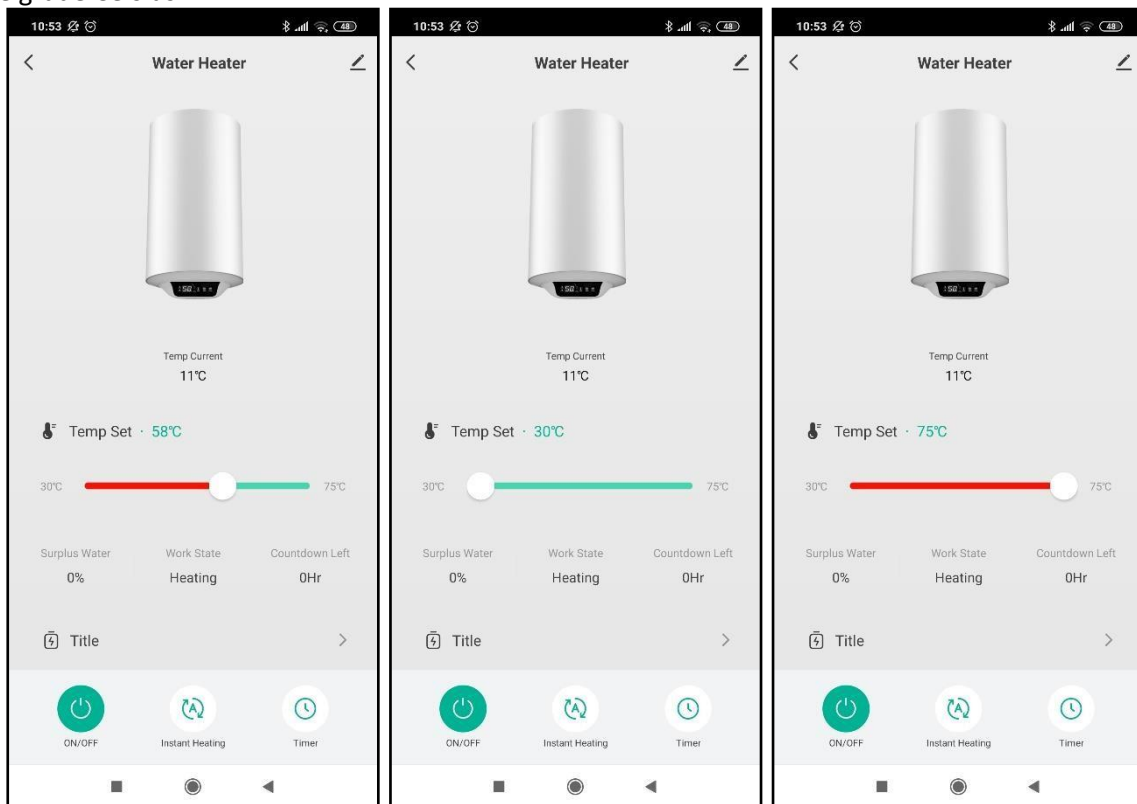 10:53
48
Water Heater
Temp Current
11°C
Temp Set · 58°C
30°C 75°C
Surplus Water Work State Countdown Left
0% Heating 0Hr
Title
ON/OFF Instant Heating Timer
10:53
48
Water Heater
Temp Current
11°C
Temp Set · 30°C
30°C 75°C
Surplus Water Work State Countdown Left
0% Heating 0Hr
Title
ON/OFF Instant Heating Timer
10:53
48
Water Heater
Temp Current
11°C
Temp Set · 75°C
30°C 75°C
Surplus Water Work State Countdown Left
0% Heating 0Hr
Title
ON/OFF Instant Heating Timer